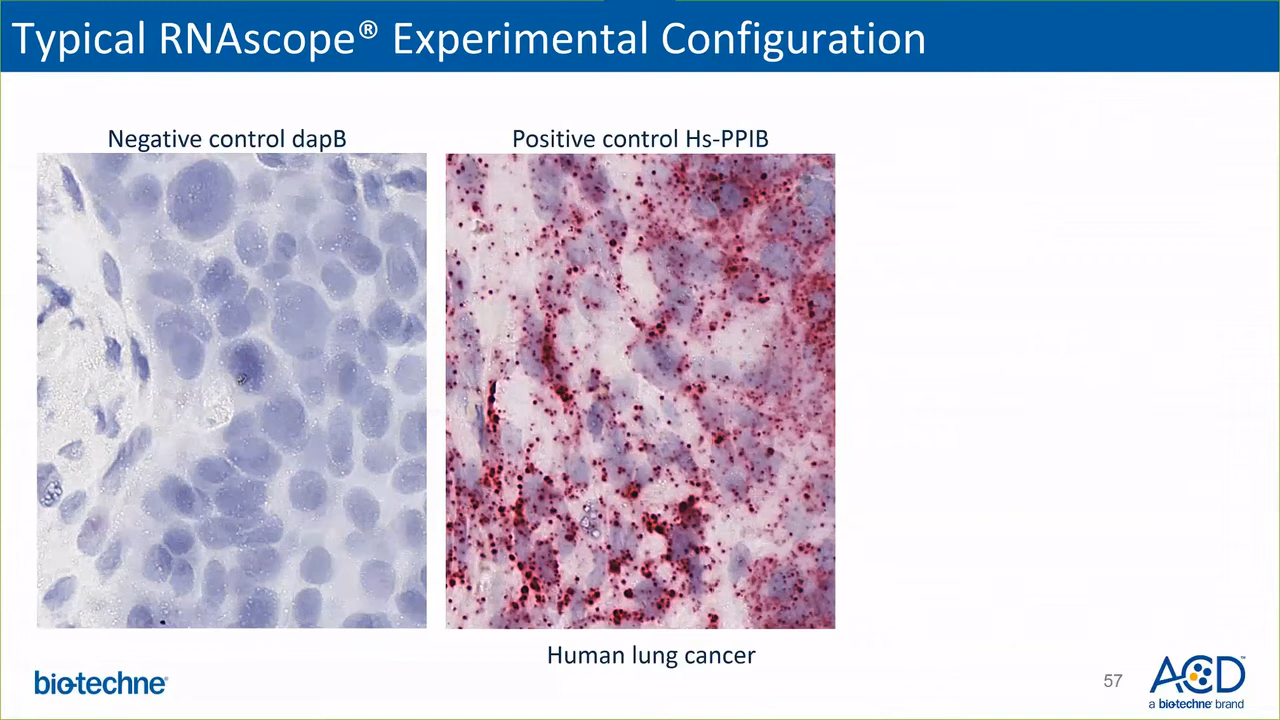 Typical RNAscope® Experimental Configuration
Negative control dapB
Positive control Hs-PPIB
Human lung cancer
bio-techne®
57
ACD™
a bio-techne® brand